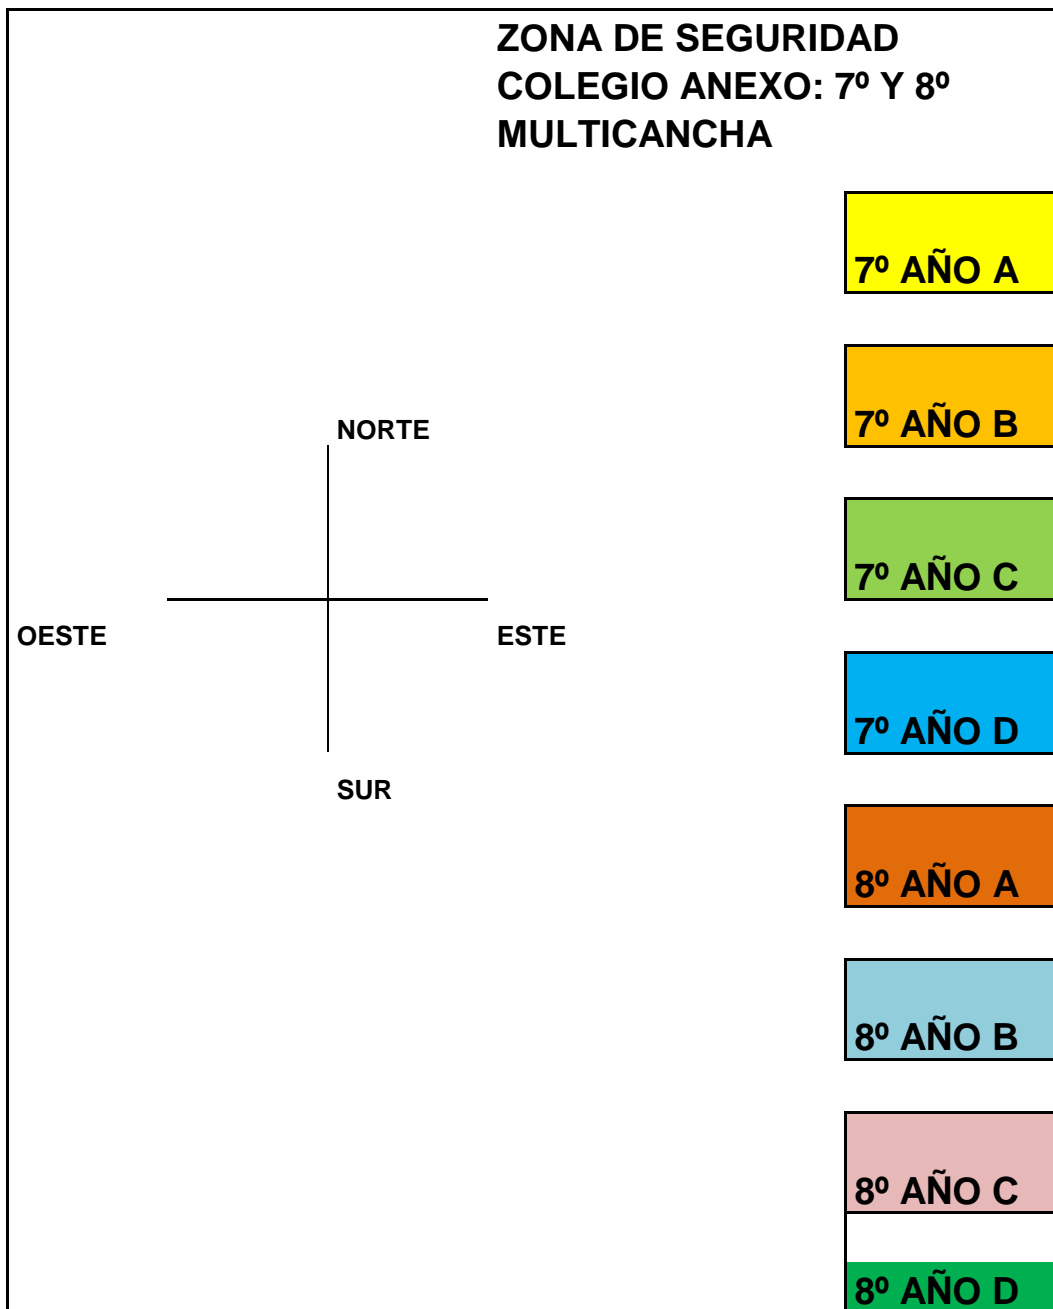 ZONA DE SEGURIDAD
COLEGIO ANEXO: 7º Y 8º
MULTICANCHA
7º AÑO A
7º AÑO B
NORTE
7º AÑO C
OESTE
ESTE
7º AÑO D
SUR
8º AÑO A
8º AÑO B
8º AÑO C
8º AÑO D